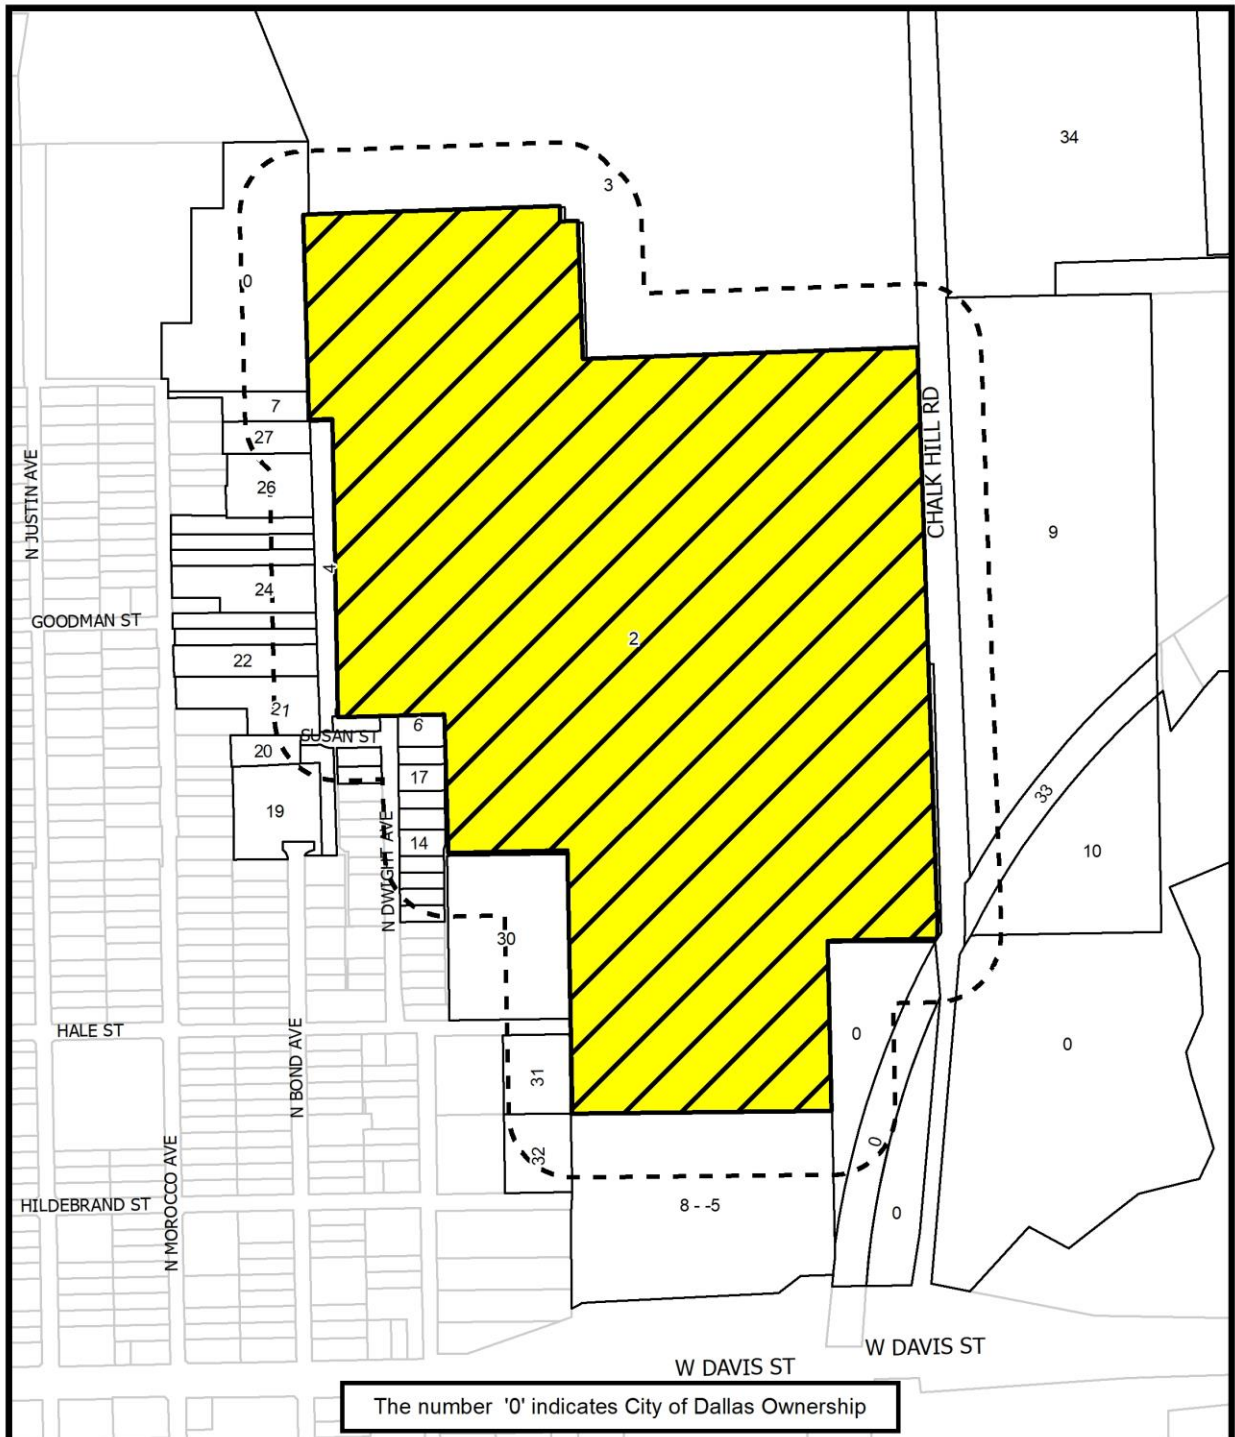 34
3
0
7
27
26
N JUSTIN AVE
CHALK HILL RD
9
4
24
GOODMAN ST
2
22
21
6
SUSAN ST
20
17
33
19
14
10
N DWIGHT AVE
30
HALE ST
0
0
N BOND AVE
31
0
32
N MOROCCO AVE
HILDEBRAND ST
8 - -5
0
W DAVIS ST
W DAVIS ST
The number '0' indicates City of Dallas Ownership